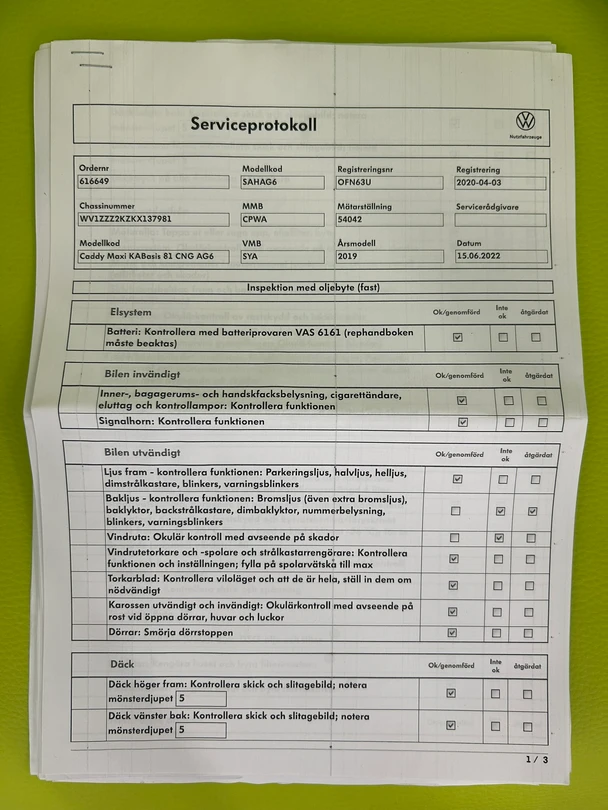 Serviceprotokoll
Nutzfahrzeuge
Ordernr Modellkod Registreringsnr Registrering
616649 SAHAG6 OFN63U 2020-04-03
Chassinummer MMB Mätarställning Servicerådgivare
WV1ZZZ2KZKX137981 CPWA 54042
Modellkod VMB Årsmodell Datum
Caddy Maxi KABasis 81 CNG AG6 SYA 2019 15.06.2022
Inspektion med oljebyte (fast)
Elsystem Ok/genomförd Inte ok åtgärdat
Batteri: Kontrollera med batteriprovaren VAS 6161 (rephandboken
måste beaktas)
Bilen invändigt Ok/genomförd Inte ok åtgärdat
Inner-, bagagerums- och handskfacksbelysning, cigarettändare,
eluttag och kontrollampor: Kontrollera funktionen
Signalhorn: Kontrollera funktionen
Bilen utvändigt Ok/genomförd Inte ok åtgärdat
Ljus fram - kontrollera funktionen: Parkeringsljus, halvljus, helljus,
dimstrålkastare, blinkers, varningsblinkers
Bakljus - kontrollera funktionen: Bromsljus (även extra bromsljus),
baklyktor, backstrålkastare, dimbaklyktor, nummerbelysning,
blinkers, varningsblinkers
Vindruta: Okulär kontroll med avseende på skador
Vindrutetorkare och -spolare och strålkastarrengörare: Kontrollera
funktionen och inställningen; fylla på spolarvätska till max
Torkarblad: Kontrollera viloläget och att de är hela, ställ in dem om
nödvändigt
Karossen utvändigt och invändigt: Okulärkontroll med avseende på
rost vid öppna dörrar, huvar och luckor
Dörrar: Smörja dörrstoppen
Däck Ok/genomförd Inte ok åtgärdat
Däck höger fram: Kontrollera skick och slitagebild; notera
mönsterdjupet 5
Däck vänster bak: Kontrollera skick och slitagebild; notera
mönsterdjupet 5
1 / 3